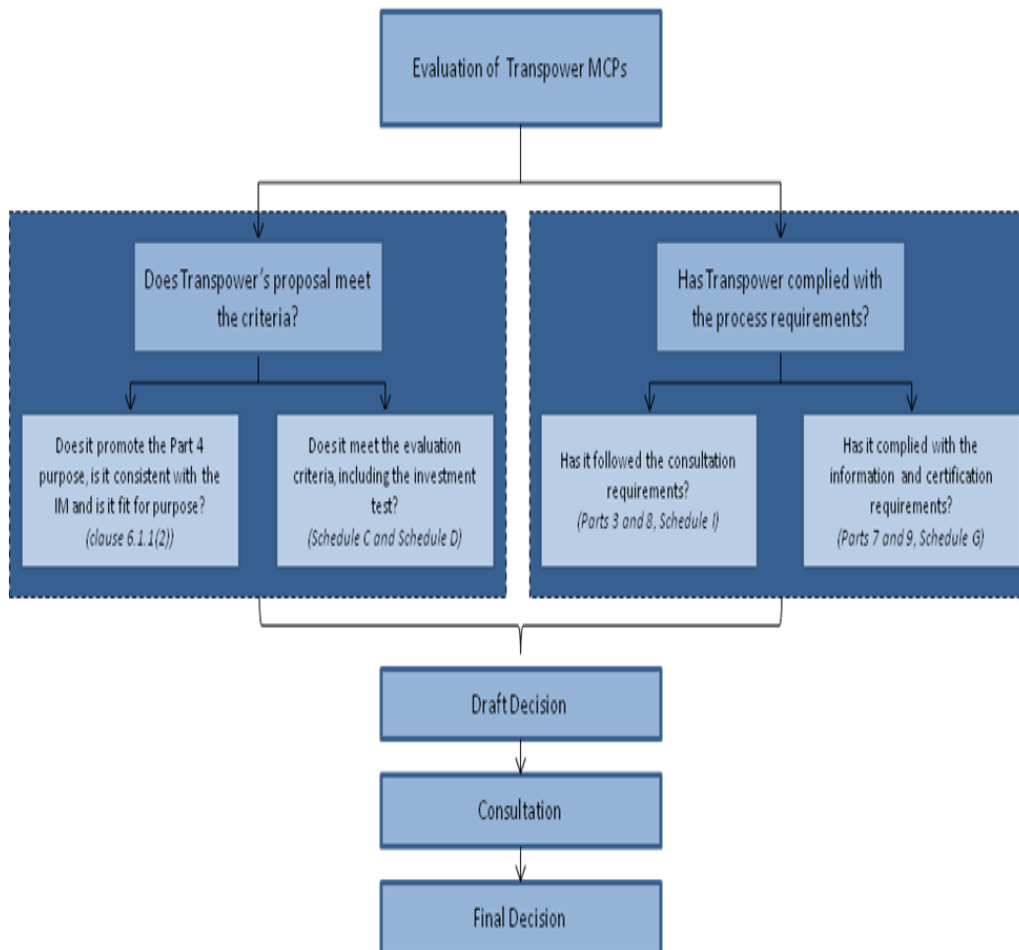 Evaluation of Transpower MCPs
Does Transpower's proposal meet
the criteria?
Has Transpower complied with
the process requirements?
Does it promote the Part 4
purpose, is it consistent with the
IM and is it fit for purpose?
(clause 6.1.1(2))
Does it meet the evaluation
criteria, including the investment
test?
(Schedule C and Schedule D)
Has it followed the consultation
requirements?
(Parts 3 and 8, Schedule I)
Has it complied with the
information and certification
requirements?
(Parts 7 and 9, Schedule G)
Draft Decision
Consultation
Final Decision